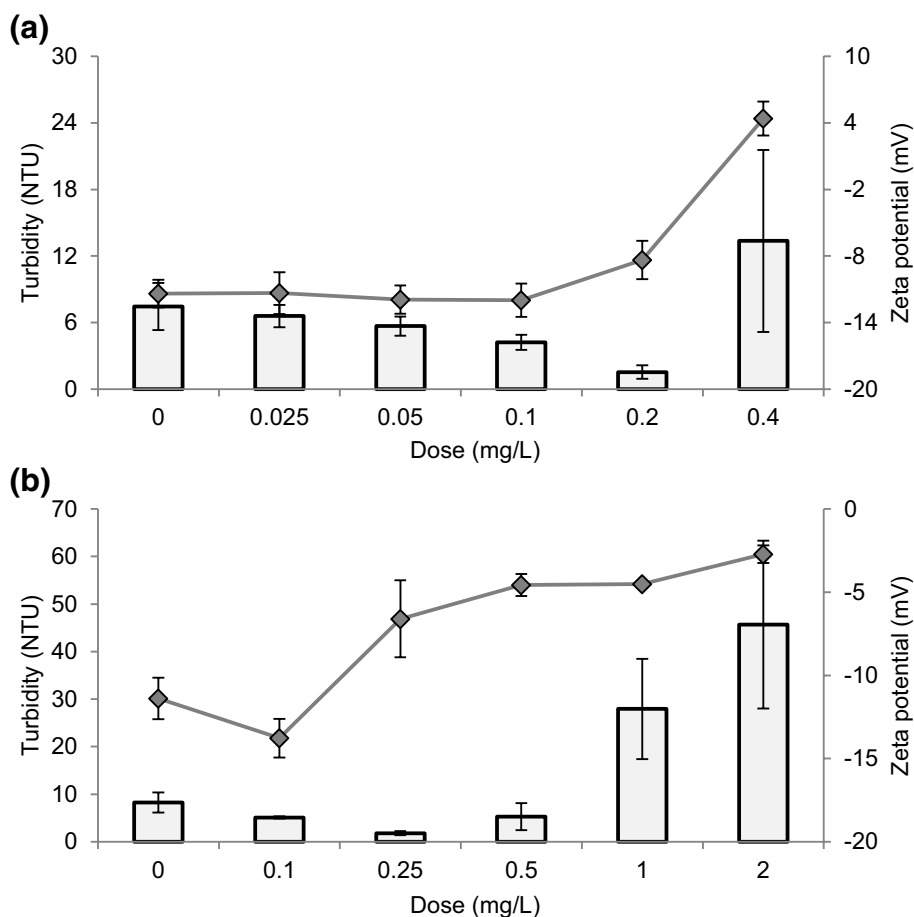 (a)
30 10
24 4
18 -2
12 -8
6 -14
0 -20
Turbidity (NTU)
Zeta potential (mV)
0 0.025 0.05 0.1 0.2 0.4
Dose (mg/L)
(b)
70 0
60
50 -5
40
30 -10
20 -15
10
0 -20
Turbidity (NTU)
Zeta potential (mV)
0 0.1 0.25 0.5 1 2
Dose (mg/L)